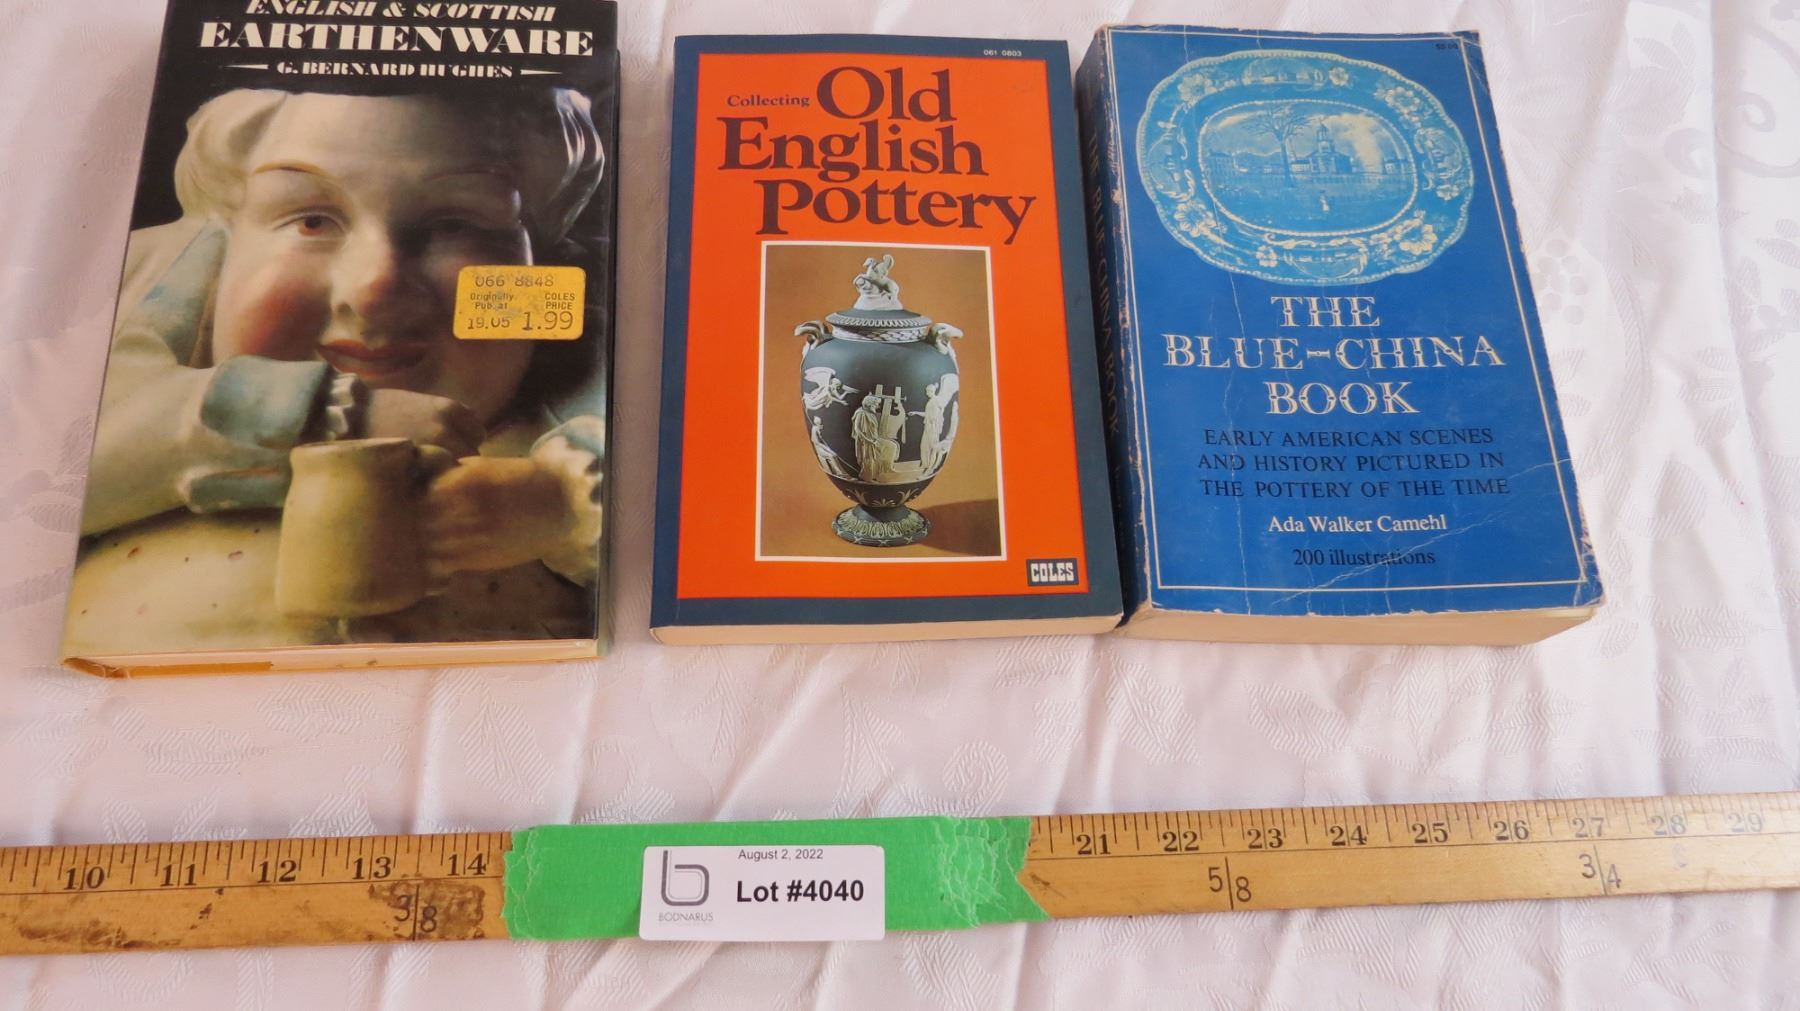 ENGLISH & SCOTTISH
EARTHENWARE
G. BERNARD HUGHES
066 8848
Originally COLES
Pub. at PRICE
19.05 1.99
061 0803
Collecting Old
English
Pottery
COLES
THE BLUE-CHINA BOOK
$5.00
THE
BLUE-CHINA
BOOK
EARLY AMERICAN SCENES
AND HISTORY PICTURED IN
THE POTTERY OF THE TIME
Ada Walker Camehl
200 illustrations
10 11 12 13 14 21 22 23 24 25 26 27 28 29
3/8 5/8 3/4
August 2, 2022
Lot #4040
BODNARUS